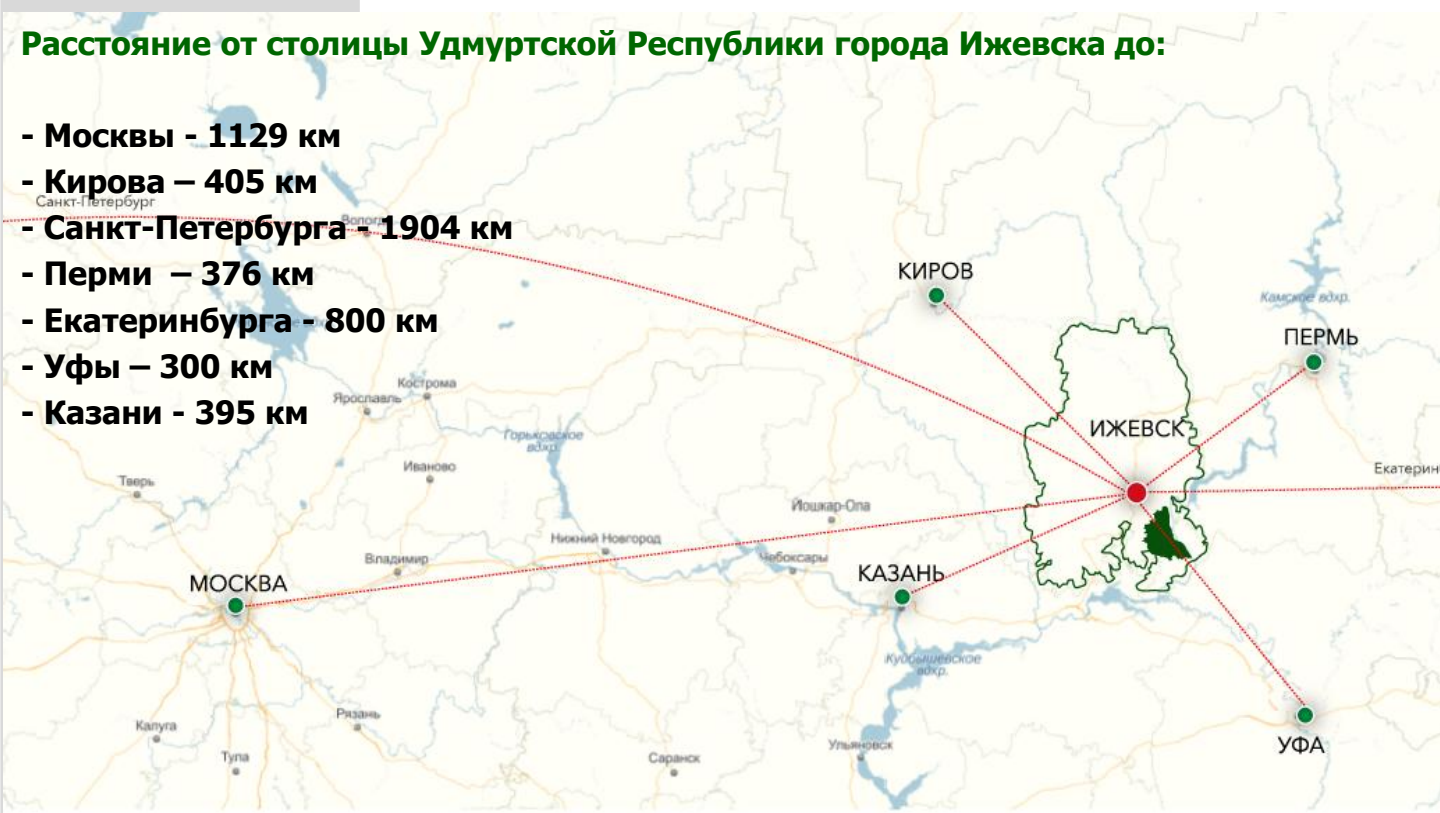 Расстояние от столицы Удмуртской Республики города Ижевска до:
- Москвы - 1129 км
- Кирова – 405 км
Санкт-Петербург
- Санкт-Петербурга - 1904 км
- Перми – 376 км
- Екатеринбурга - 800 км
- Уфы – 300 км
- Казани - 395 км
КИРОВ
Камское вдхр.
ПЕРМЬ
Кострома
Ярославль
ИЖЕВСК
Горьковское
вдхр.
Иваново
Екатерин
Тверь
Йошкар-Ола
Нижний Новгород
Владимир
Чебоксары
МОСКВА
КАЗАНЬ
Куйбышевское
вдхр.
Рязань
Калуга
Ульяновск
УФА
Тула
Саранск